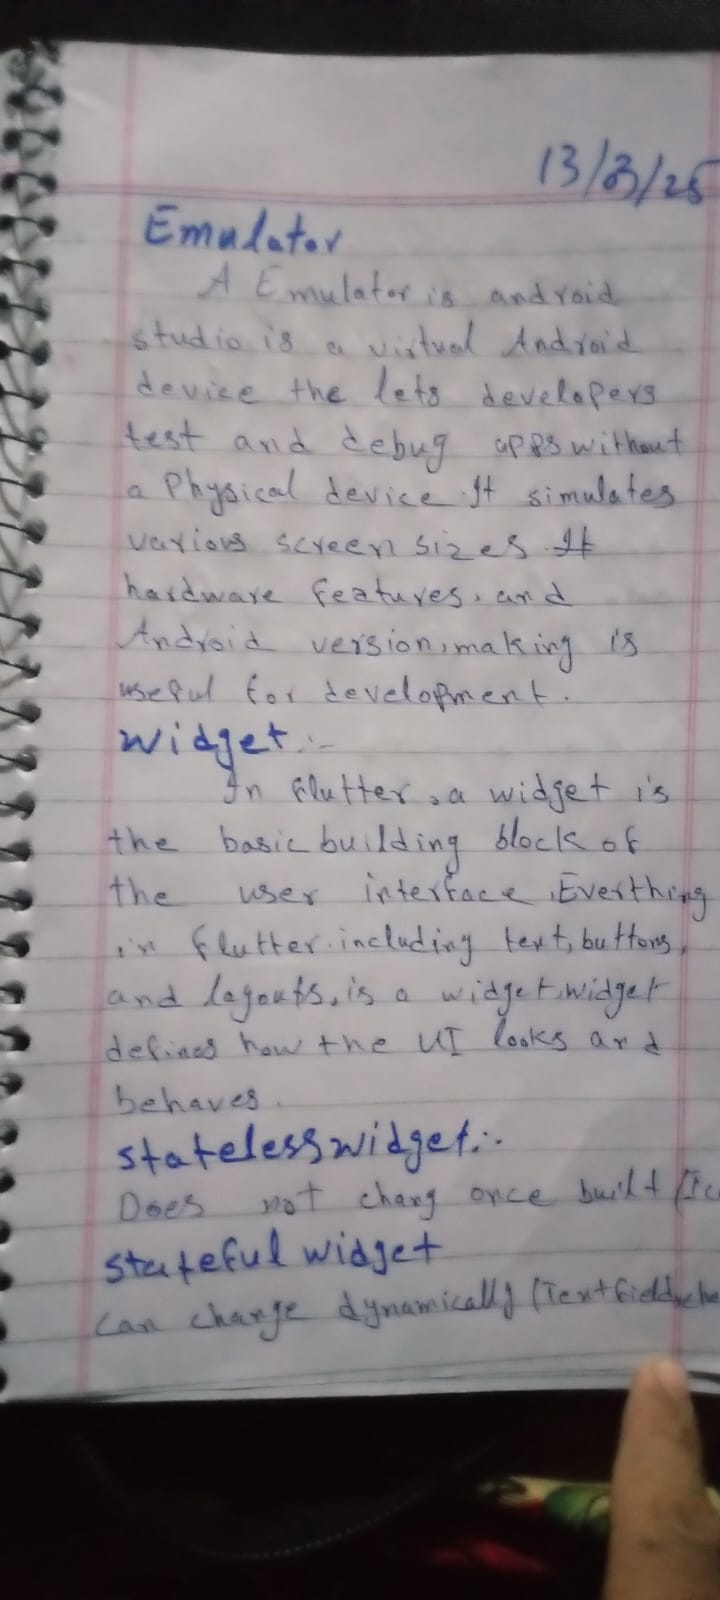 13/3/25
Emulator
A Emulator is android
studio is a virtual Android
device the lets developers
test and debug apps without
a Physical device It simulates
various screen sizes It
hardware features, and
Android version, making is
useful for development.
widget :-
In flutter, a widget is
the basic building block of
the user interface, Everthing
in flutter. including text, buttons,
and layouts, is a widget, widget
defines how the UI looks and
behaves.
stateless widget :-
Does not chang once built
stateful widget
can change dynamically (Textfield,